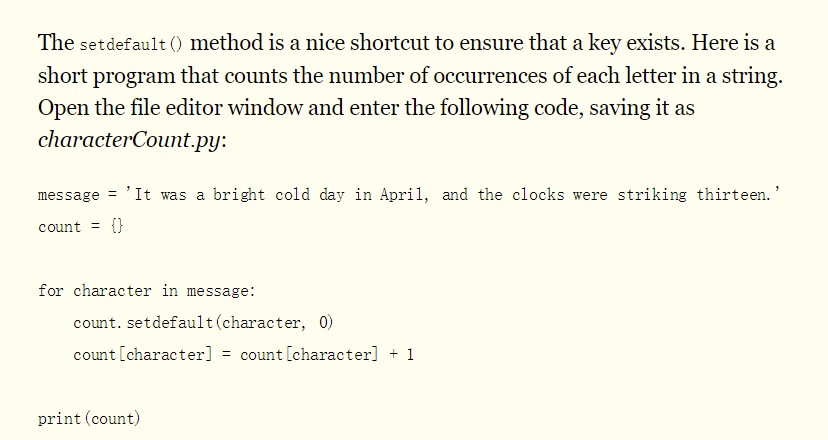 The setdefault() method is a nice shortcut to ensure that a key exists. Here is a
short program that counts the number of occurrences of each letter in a string.
Open the file editor window and enter the following code, saving it as
characterCount.py:
message = 'It was a bright cold day in April, and the clocks were striking thirteen.'
count = {}
for character in message:
    count.setdefault(character, 0)
    count[character] = count[character] + 1
print(count)